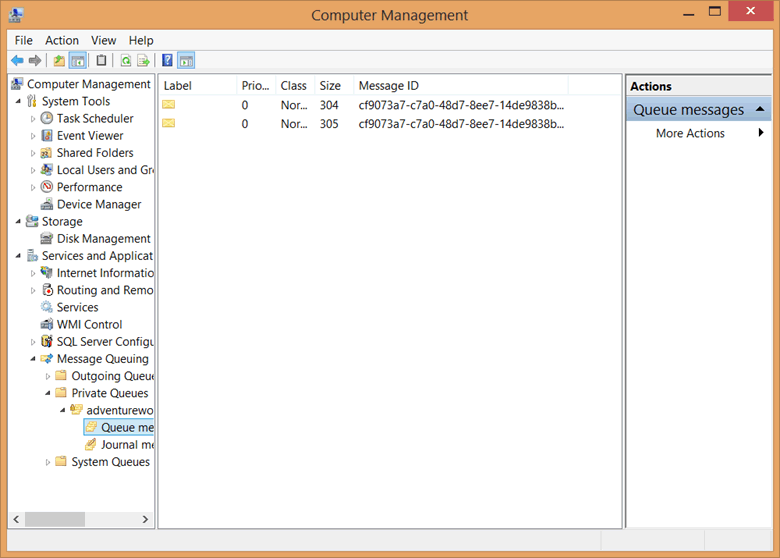 Computer Management
File Action View Help
Computer Management
System Tools
Task Scheduler
Event Viewer
Shared Folders
Local Users and Gr
Performance
Device Manager
Storage
Disk Management
Services and Applicat
Internet Informatio
Routing and Remo
Services
WMI Control
SQL Server Configu
Message Queuing
Outgoing Queue
Private Queues
adventurewo
Queue me
Journal me
System Queues
Label Prio... Class Size Message ID
0 Nor... 304 cf9073a7-c7a0-48d7-8ee7-14de9838b...
0 Nor... 305 cf9073a7-c7a0-48d7-8ee7-14de9838b...
Actions
Queue messages
More Actions